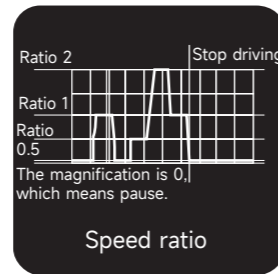 Ratio 2
Stop driving
Ratio 1
Ratio
0.5
The magnification is 0,
which means pause.
Speed ratio